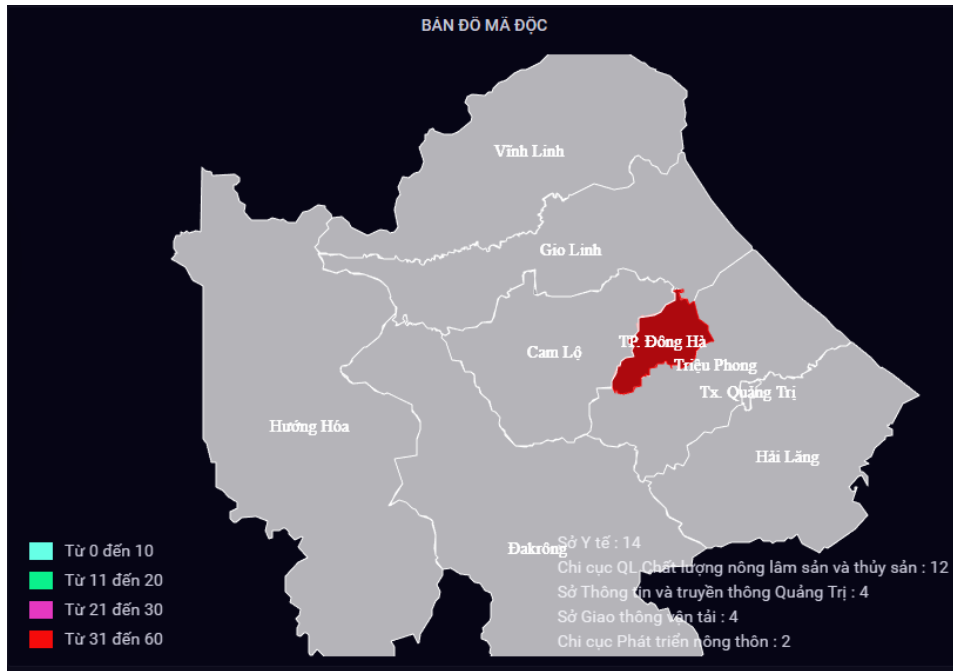 BẢN ĐỒ MÃ ĐỘC
Vĩnh Linh
Gio Linh
TP. Đông Hà
Cam Lộ
Triệu Phong
Tx. Quảng Trị
Hướng Hóa
Hải Lăng
Đakrông
Từ 0 đến 10
Từ 11 đến 20
Từ 21 đến 30
Từ 31 đến 60
Sở Y tế : 14
Chi cục QL Chất lượng nông lâm sản và thủy sản : 12
Sở Thông tin và truyền thông Quảng Trị : 4
Sở Giao thông vận tải : 4
Chi cục Phát triển nông thôn : 2